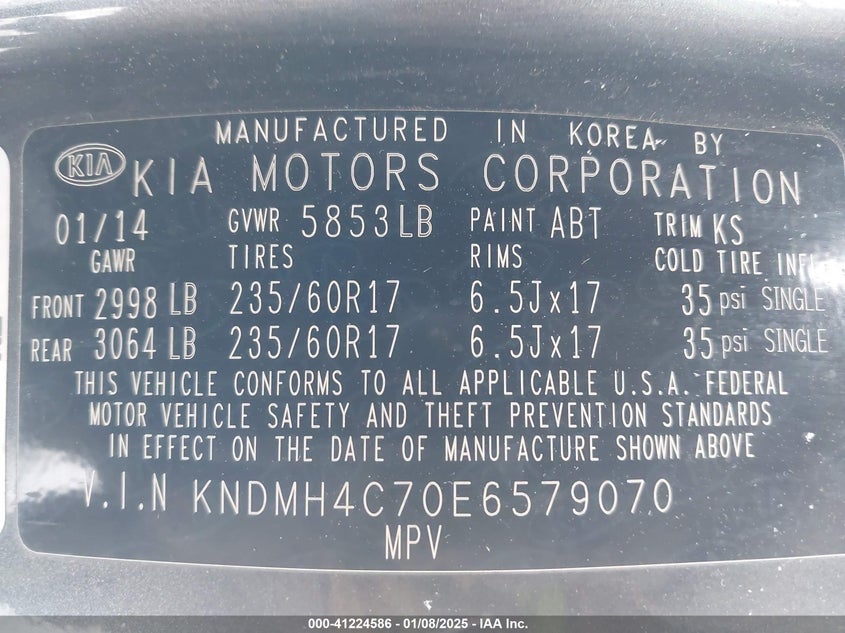 MANUFACTURED IN KOREA BY
KIA KIA MOTORS CORPORATION
01/14 GVWR 5853LB PAINT ABT TRIM KS
GAWR TIRES RIMS COLD TIRE INFL
FRONT 2998 LB 235/60R17 6.5Jx17 35 psi SINGLE
REAR 3064 LB 235/60R17 6.5Jx17 35 psi SINGLE
THIS VEHICLE CONFORMS TO ALL APPLICABLE U.S.A. FEDERAL
MOTOR VEHICLE SAFETY AND THEFT PREVENTION STANDARDS
IN EFFECT ON THE DATE OF MANUFACTURE SHOWN ABOVE
V.I.N KNDMH4C70E6579070
MPV
000-41224586 - 01/08/2025 - IAA Inc.